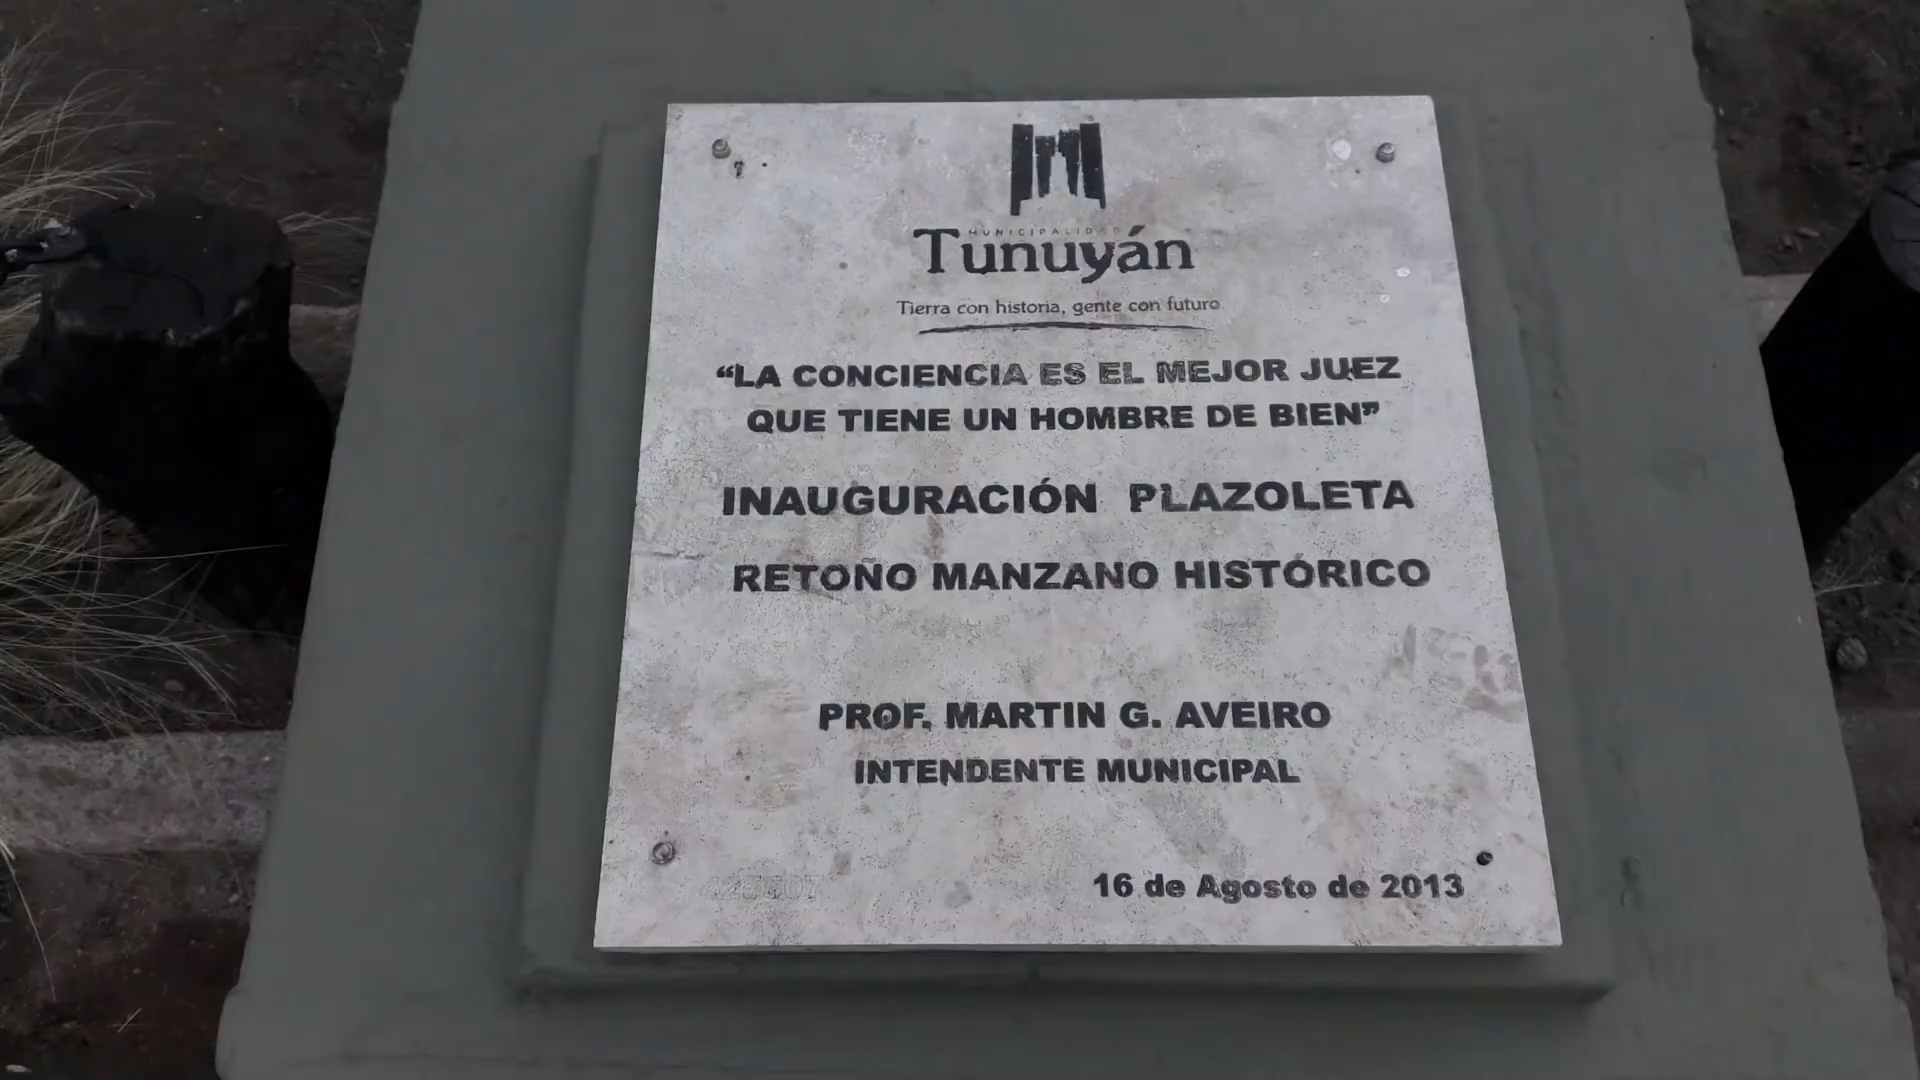 MUNICIPALIDAD
Tunuyán
Tierra con historia, gente con futuro.
“LA CONCIENCIA ES EL MEJOR JUEZ
QUE TIENE UN HOMBRE DE BIEN”
INAUGURACIÓN PLAZOLETA
RETOÑO MANZANO HISTÓRICO
PROF. MARTIN G. AVEIRO
INTENDENTE MUNICIPAL
16 de Agosto de 2013